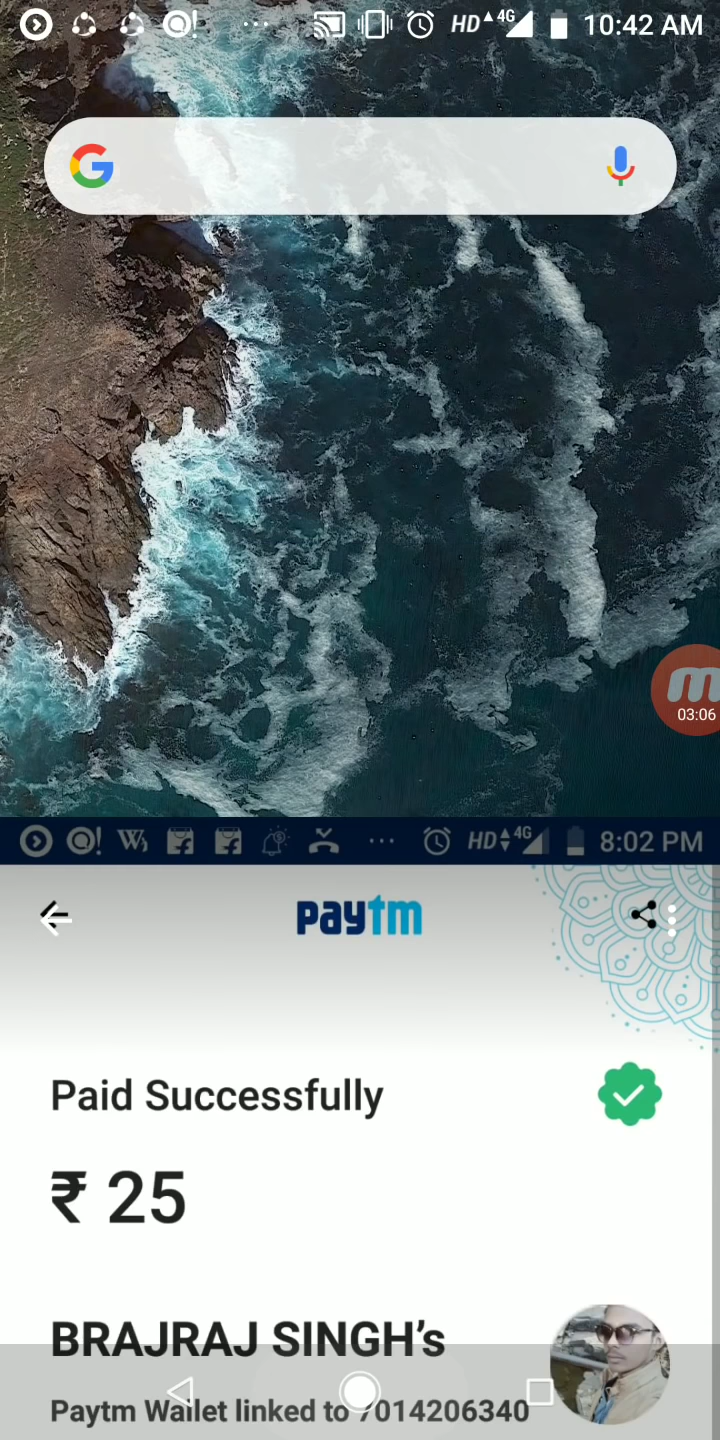 HD 4G 10:42 AM
G
m
03:06
HD 4G 8:02 PM
paytm
Paid Successfully
₹ 25
BRAJRAJ SINGH's
Paytm Wallet linked to 7014206340